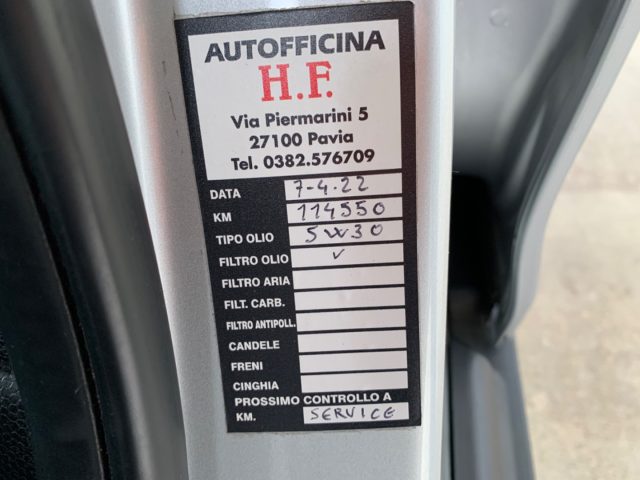 AUTOFFICINA
H.F.
Via Piermarini 5
27100 Pavia
Tel. 0382.576709
DATA 7-4.22
KM 114550
TIPO OLIO 5W30
FILTRO OLIO ✓
FILTRO ARIA
FILT. CARB.
FILTRO ANTIPOLL.
CANDELE
FRENI
CINGHIA
PROSSIMO CONTROLLO A
KM. SERVICE